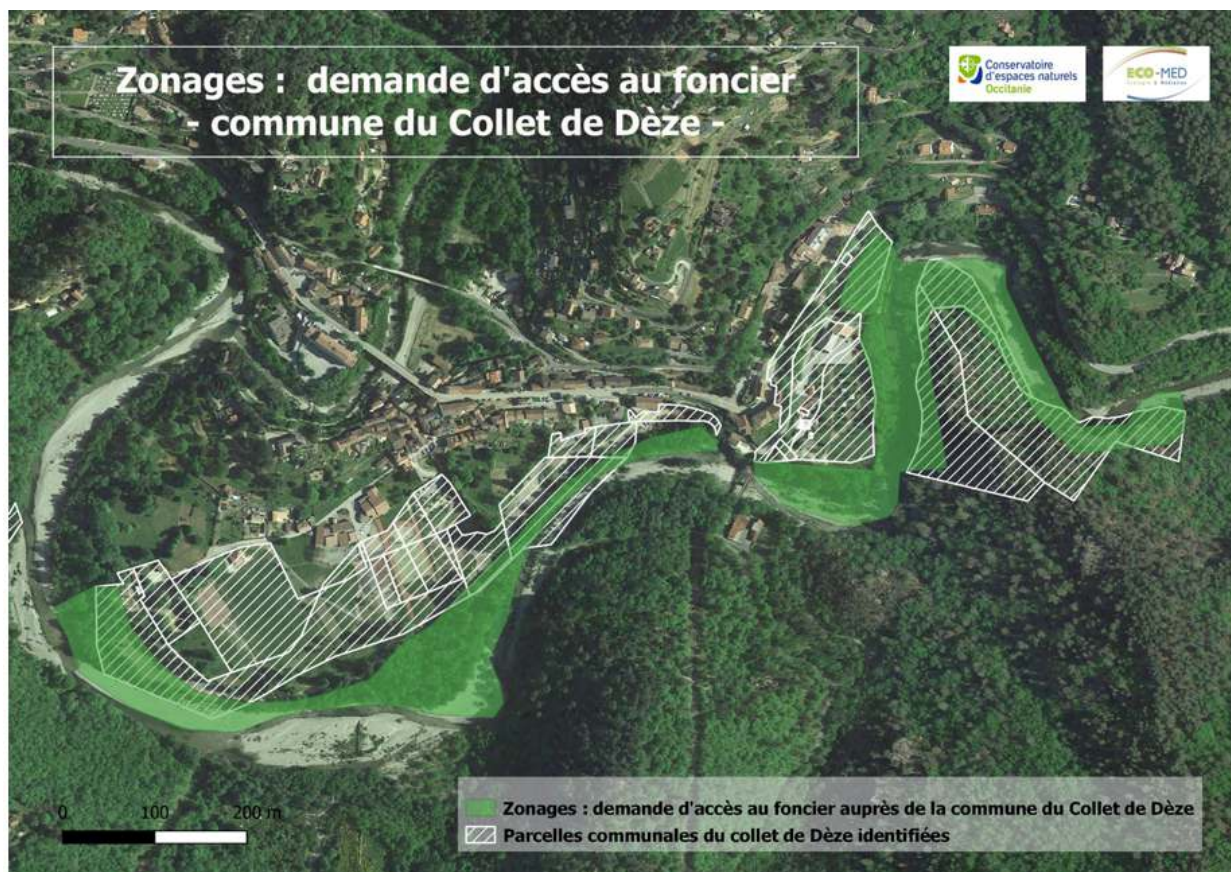 Zonages : demande d'accès au foncier
- commune du Collet de Dèze -
Conservatoire
d'espaces naturels
Occitanie
ECO-MED
0 100 200 m
Zonages : demande d'accès au foncier auprès de la commune du Collet de Dèze
Parcelles communales du collet de Dèze identifiées